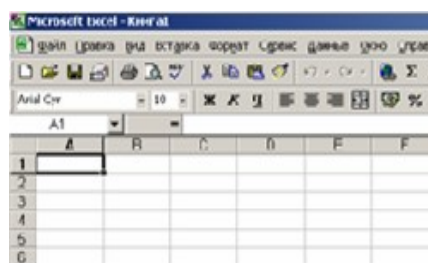 Microsoft Excel - Книга1
Файл Правка Вид Вставка Формат Сервис Данные Окно
Arial Cyr 10 Ж К Ч %
A1 =
A B C D E F
1
2
3
4
5
6